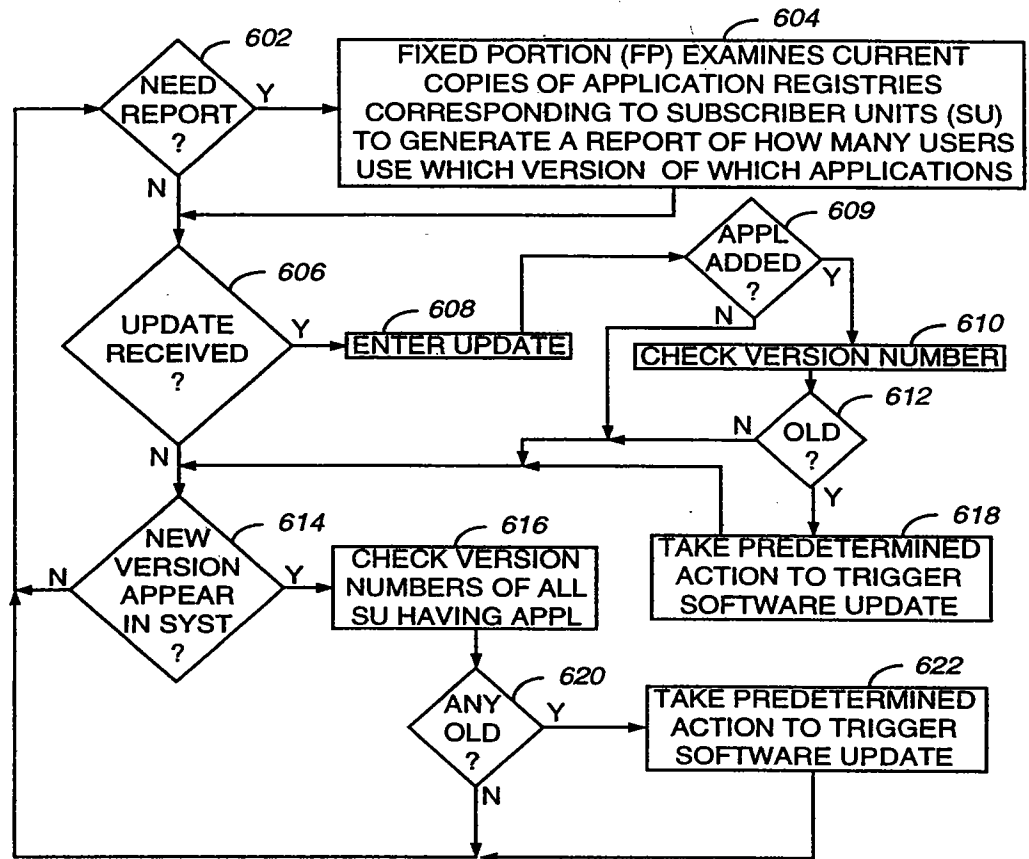 602
NEED
REPORT
?
Y
N
604
FIXED PORTION (FP) EXAMINES CURRENT
COPIES OF APPLICATION REGISTRIES
CORRESPONDING TO SUBSCRIBER UNITS (SU)
TO GENERATE A REPORT OF HOW MANY USERS
USE WHICH VERSION OF WHICH APPLICATIONS
606
UPDATE
RECEIVED
?
Y
N
608
ENTER UPDATE
609
APPL
ADDED
?
Y
N
610
CHECK VERSION NUMBER
612
OLD
?
N
Y
614
NEW
VERSION
APPEAR
IN SYST
?
N
Y
616
CHECK VERSION
NUMBERS OF ALL
SU HAVING APPL
618
TAKE PREDETERMINED
ACTION TO TRIGGER
SOFTWARE UPDATE
620
ANY
OLD
?
Y
N
622
TAKE PREDETERMINED
ACTION TO TRIGGER
SOFTWARE UPDATE